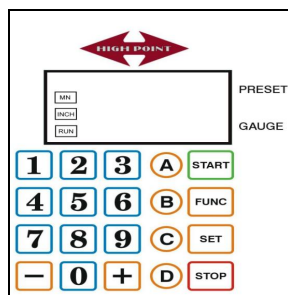 HIGH POINT
PRESET
MN
INCH
GAUGE
RUN
1 2 3 A START
4 5 6 B FUNC
7 8 9 C SET
− 0 + D STOP